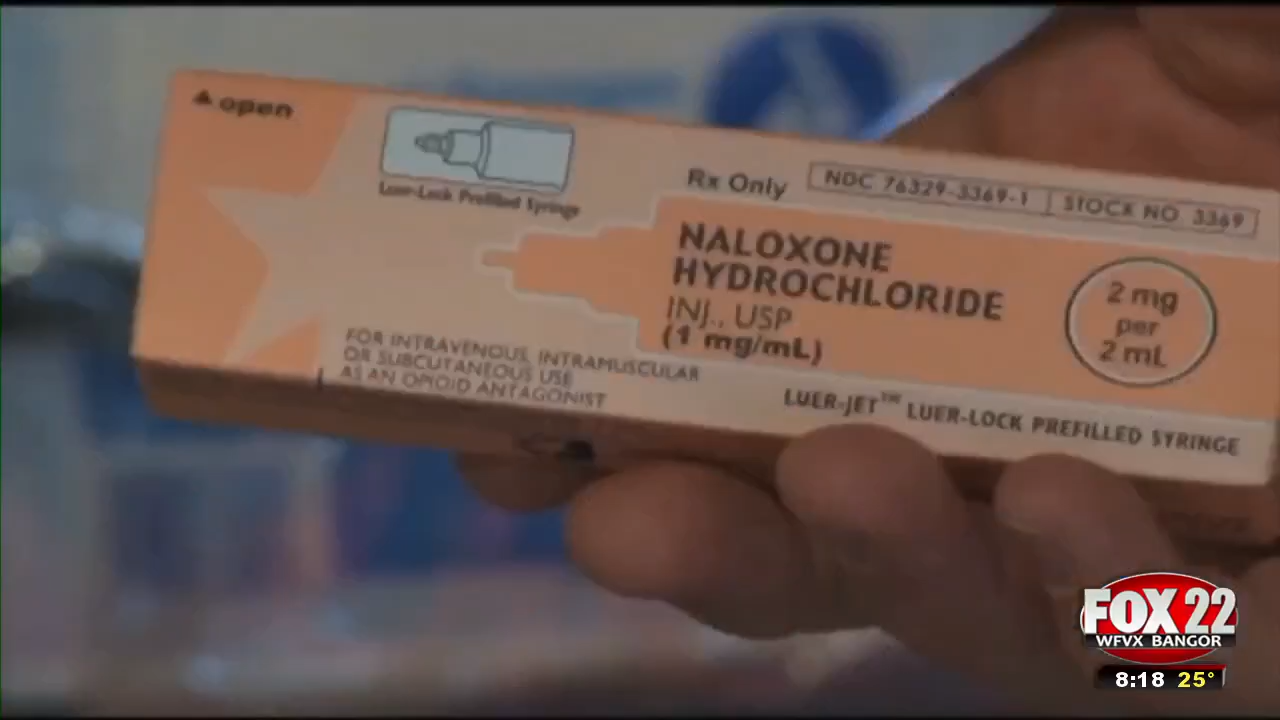 ▲ open
Luer-Lock Prefilled Syringe
Rx Only
NDC 76329-3369-1 | STOCK NO. 3369
NALOXONE
HYDROCHLORIDE
INJ., USP
(1 mg/mL)
2 mg
per
2 mL
FOR INTRAVENOUS, INTRAMUSCULAR
OR SUBCUTANEOUS USE
AS AN OPIOID ANTAGONIST
LUER-JET™ LUER-LOCK PREFILLED SYRINGE
FOX 22
WFVX BANGOR
8:18 25°